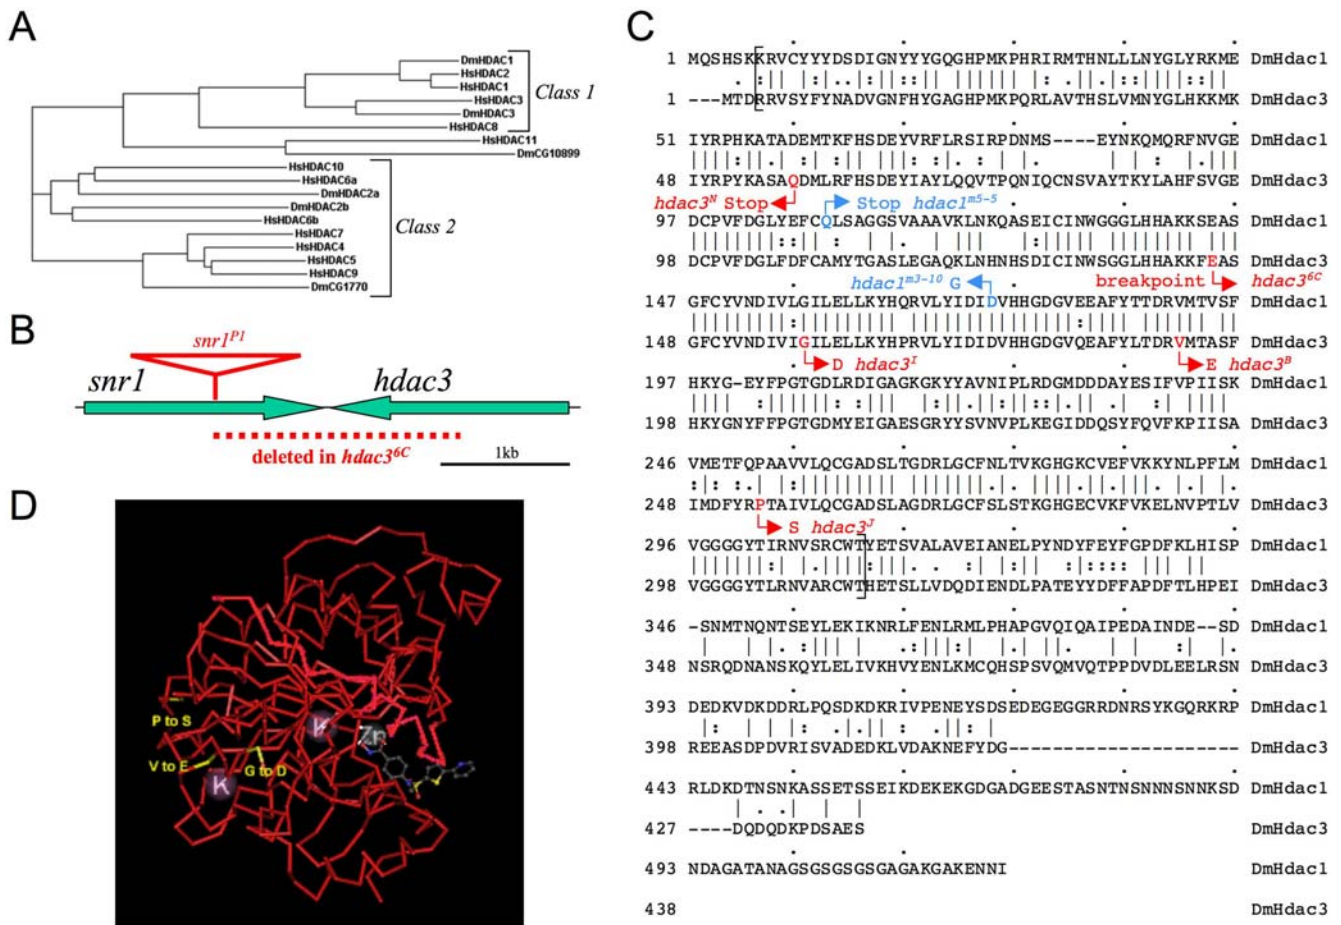 A
DmHDAC1
HsHDAC2
HsHDAC1
HsHDAC3
DmHDAC3
HsHDAC8
Class 1
HsHDAC11
DmCG10899
HsHDAC10
HsHDAC6a
DmHDAC2a
DmHDAC2b
HsHDAC6b
HsHDAC7
HsHDAC4
HsHDAC5
HsHDAC9
DmCG1770
Class 2
B
snr1P1
snr1 hdac3
deleted in hdac36C
1kb
D
P to S
V to E
G to D
K
K
Zn
C
1 MQSHSKKRVCYYYDSDIGNYYYGQGHPMKPHRIRMTHNLLLNYGLYRKME DmHdac1
1 ---MTDRRVSYFYNADVGNFHYGAGHPMKPQRLAVTHSLVMNYGLHKKMK DmHdac3
51 IYRPHKATADEMTKFHSDEYVRFLRSIRPDNMS----EYNKQMQRFNVGE DmHdac1
48 IYRPYKASAQDMLRFHSDEYIAYLQQVTPQNIQCNSVAYTKYLAHFSVGE DmHdac3
hdac3N Stop Stop hdac1m5-5
97 DCPVFDGLYEFCQLSAGGSVAAAVKLNKQASEICINWGGGLHHAKKSEAS DmHdac1
98 DCPVFDGLFDFCAMYTGASLEGAQKLNHNHSDICINWSGGLHHAKKFEAS DmHdac3
hdac1m3-10 G breakpoint hdac36C
147 GFCYVNDIVLGILELLKYHQRVLYIDIDVHHGDGVEEAFYTTDRVMTVSF DmHdac1
148 GFCYVNDIVIGILELLKYHPRVLYIDIDVHHGDGVQEAFYLTDRVMTASF DmHdac3
D hdac3I E hdac3B
197 HKYG-EYFPGTGDLRDIGAGKGKYYAVNIPLRDGMDDDAYESIFVPIISK DmHdac1
198 HKYGNYFFPGTGDMYEIGAESGRYYSVNVPLKEGIDDQSYFQVFKPIISA DmHdac3
246 VMETFQPAAVVLQCGADSLTGDRLGCFNLTVKGHGKCVEFVKKYNLPFLM DmHdac1
248 IMDFYRPTAIVLQCGADSLAGDRLGCFSLSTKGHGECVKFVKELNVPTLV DmHdac3
S hdac3J
296 VGGGGYTIRNVSRCWTYETSVALAVEIANELPYNDYFEYFGPDFKLHISP DmHdac1
298 VGGGGYTLRNVARCWTHETSLLVDQDIENDLPATEYYDFFAPDFTLHPEI DmHdac3
346 -SNMTNQNTSEYLEKIKNRLFENLRMLPHAPGVQIQAIPEDAINDE--SD DmHdac1
348 NSRQDNANSKQYLELIVKHVYENLKMCQHSPSVQMVQTPPDVDLEELRSN DmHdac3
393 DEDKVDKDDRLPQSDKDKRIVPENEYSDSEDEGEGGRRDNRSYKGQRKRP DmHdac1
398 REEASDPDVRISVADEDKLVDAKNEFYDG--------------------- DmHdac3
443 RLDKDTNSNKASSETSSEIKDEKEKGDGADGEESTASNTNSNNNSNNKSD DmHdac1
427 ----DQDQDKPDSAES DmHdac3
493 NDAGATANAGSGSGSGSGAGAKGAKENNI DmHdac1
438 DmHdac3